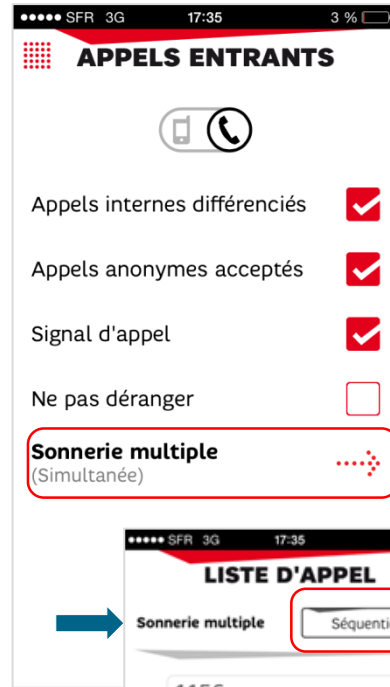 SFR 3G 17:35 3 %
APPELS ENTRANTS
Appels internes différenciés
Appels anonymes acceptés
Signal d'appel
Ne pas déranger
Sonnerie multiple
(Simultanée)
SFR 3G 17:35
LISTE D'APPEL
Sonnerie multiple Séquenti